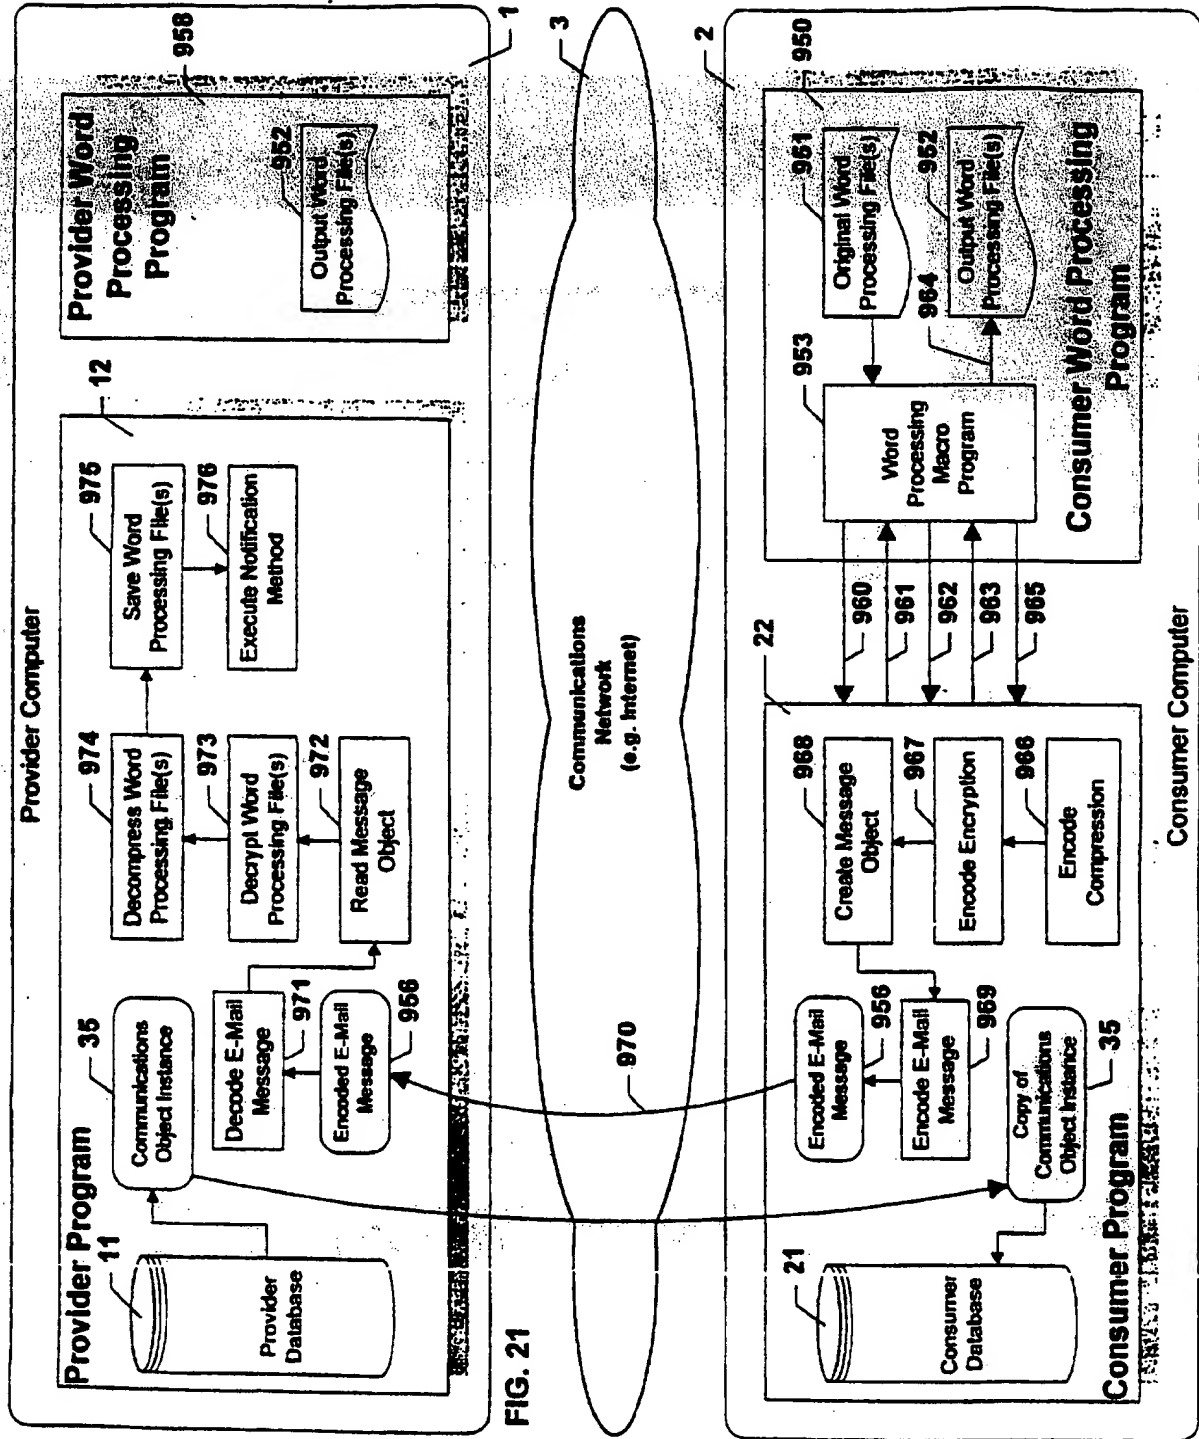 Provider Computer
Provider Program
11
Provider
Database
35
Communications
Object Instance
Decode E-Mail
Message
971
Encoded E-Mail
Message
956
974
Decompress Word
Processing File(s)
973
Decrypt Word
Processing File(s)
972
Read Message
Object
975
Save Word
Processing File(s)
976
Execute Notification
Method
12
Provider Word
Processing
Program
958
952
Output Word
Processing File(s)
1
FIG. 21
Communications
Network
(e.g. Internet)
3
970
2
21
Consumer
Database
Consumer Program
Encoded E-Mail
Message
956
Encode E-Mail
Message
969
Copy of
Communications
Object Instance
35
968
Create Message
Object
967
Encode Encryption
966
Encode
Compression
22
960
961
962
963
965
953
Word
Processing
Macro
Program
964
950
951
Original Word
Processing File(s)
952
Output Word
Processing File(s)
Consumer Word Processing
Program
Consumer Computer